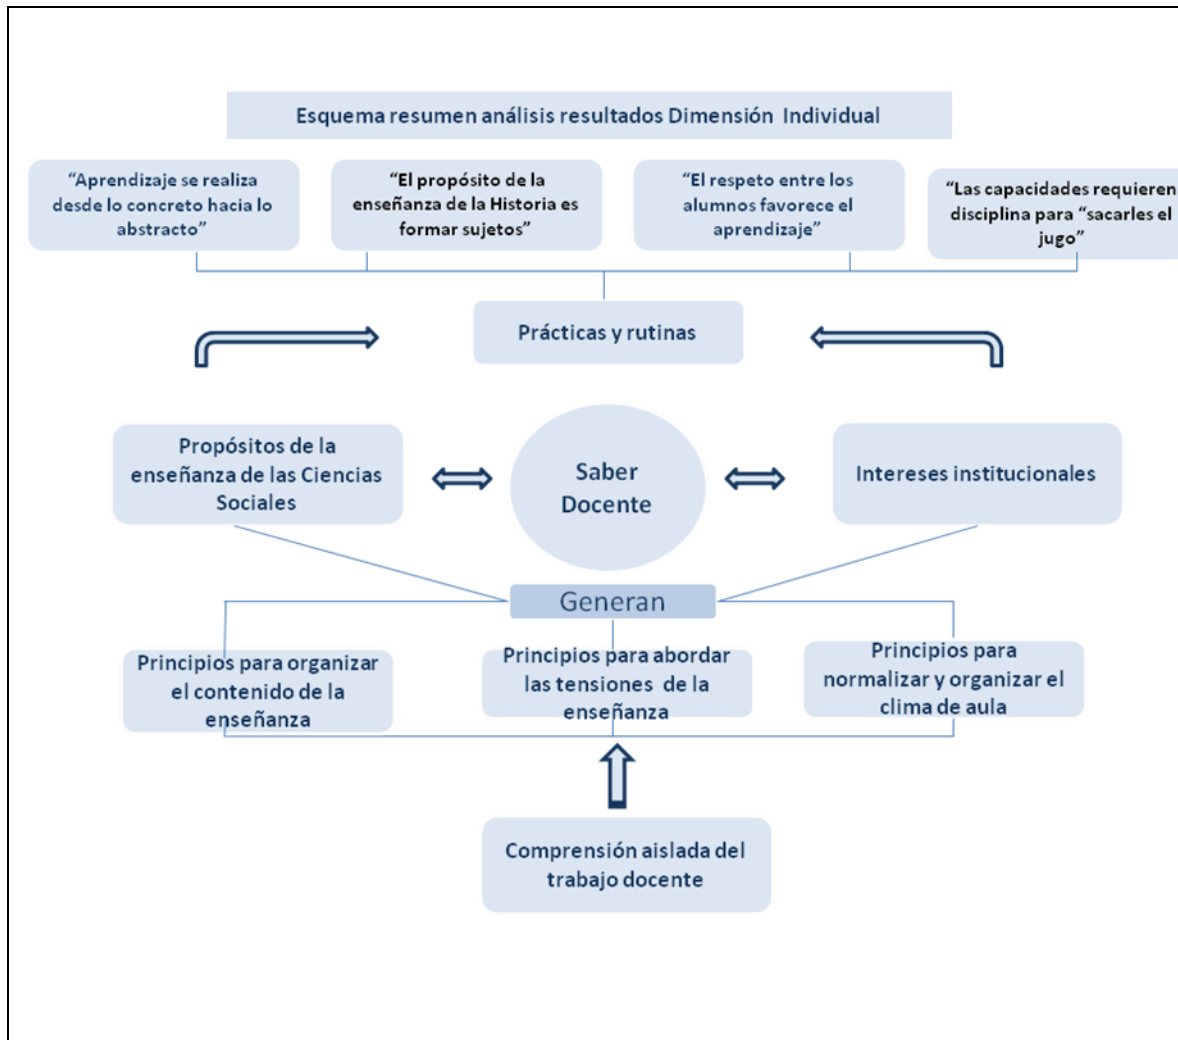 Esquema resumen análisis resultados Dimensión Individual
“Aprendizaje se realiza
desde lo concreto hacia lo
abstracto”
“El propósito de la
enseñanza de la Historia es
formar sujetos”
“El respeto entre los
alumnos favorece el
aprendizaje”
“Las capacidades requieren
disciplina para “sacarles el
jugo”
Prácticas y rutinas
Propósitos de la
enseñanza de las Ciencias
Sociales
Saber
Docente
Intereses institucionales
Generan
Principios para organizar
el contenido de la
enseñanza
Principios para abordar
las tensiones de la
enseñanza
Principios para
normalizar y organizar el
clima de aula
Comprensión aislada del
trabajo docente